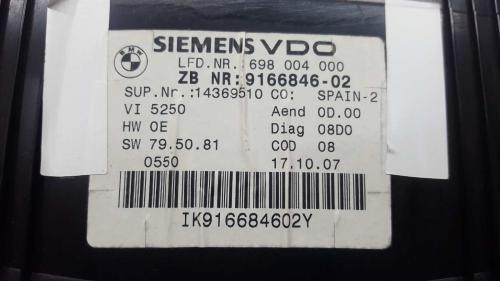 BMW
SIEMENS VDO
LFD.NR.: 698 004 000
ZB NR: 9166846-02
SUP.Nr.:14369510 CO: SPAIN-2
VI 5250 Aend 0D.00
HW 0E Diag 08D0
SW 79.50.81 COD 08
0550 17.10.07
IK916684602Y